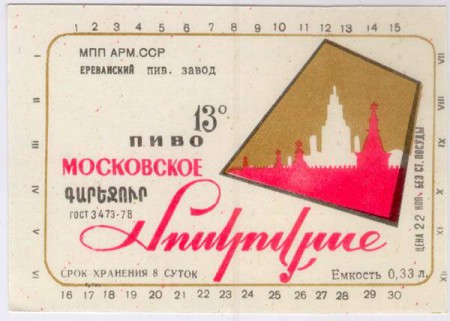 1 2 3 4 5 6 7 8 9 10 11 12 13 14 15
МПП АРМ.ССР
ЕРЕВАНСКИЙ ПИВ. ЗАВОД
13°
ПИВО
МОСКОВСКОЕ
ԳԱՐԵՋՈՒՐ
ГОСТ 3473-78
СРОК ХРАНЕНИЯ 8 СУТОК
Емкость 0,33 л.
ЦЕНА 22 КОП. БЕЗ СТ. ПОСУДЫ
16 17 18 19 20 21 22 23 24 25 26 27 28 29 30
I
II
III
IV
V
VI
VII
VIII
IX
X
XI
XII